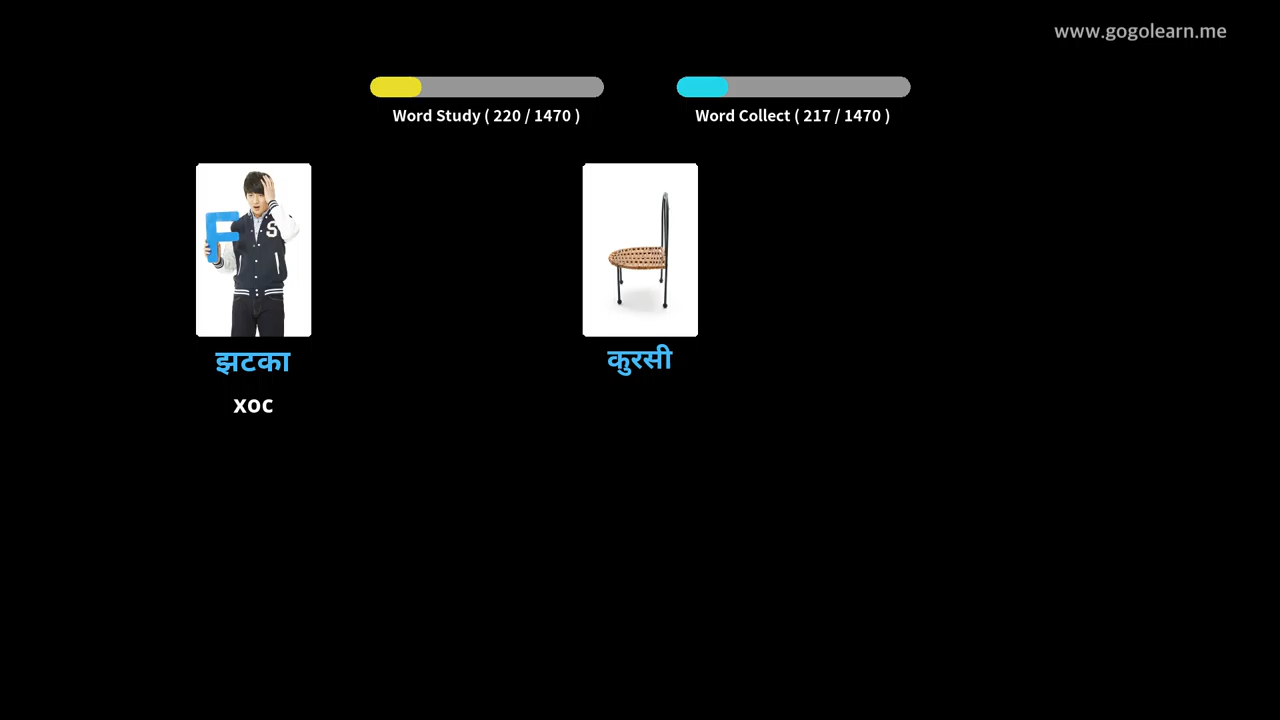 www.gogolearn.me
Word Study ( 220 / 1470 )
Word Collect ( 217 / 1470 )
F
S
झटका
कुरसी
xoc